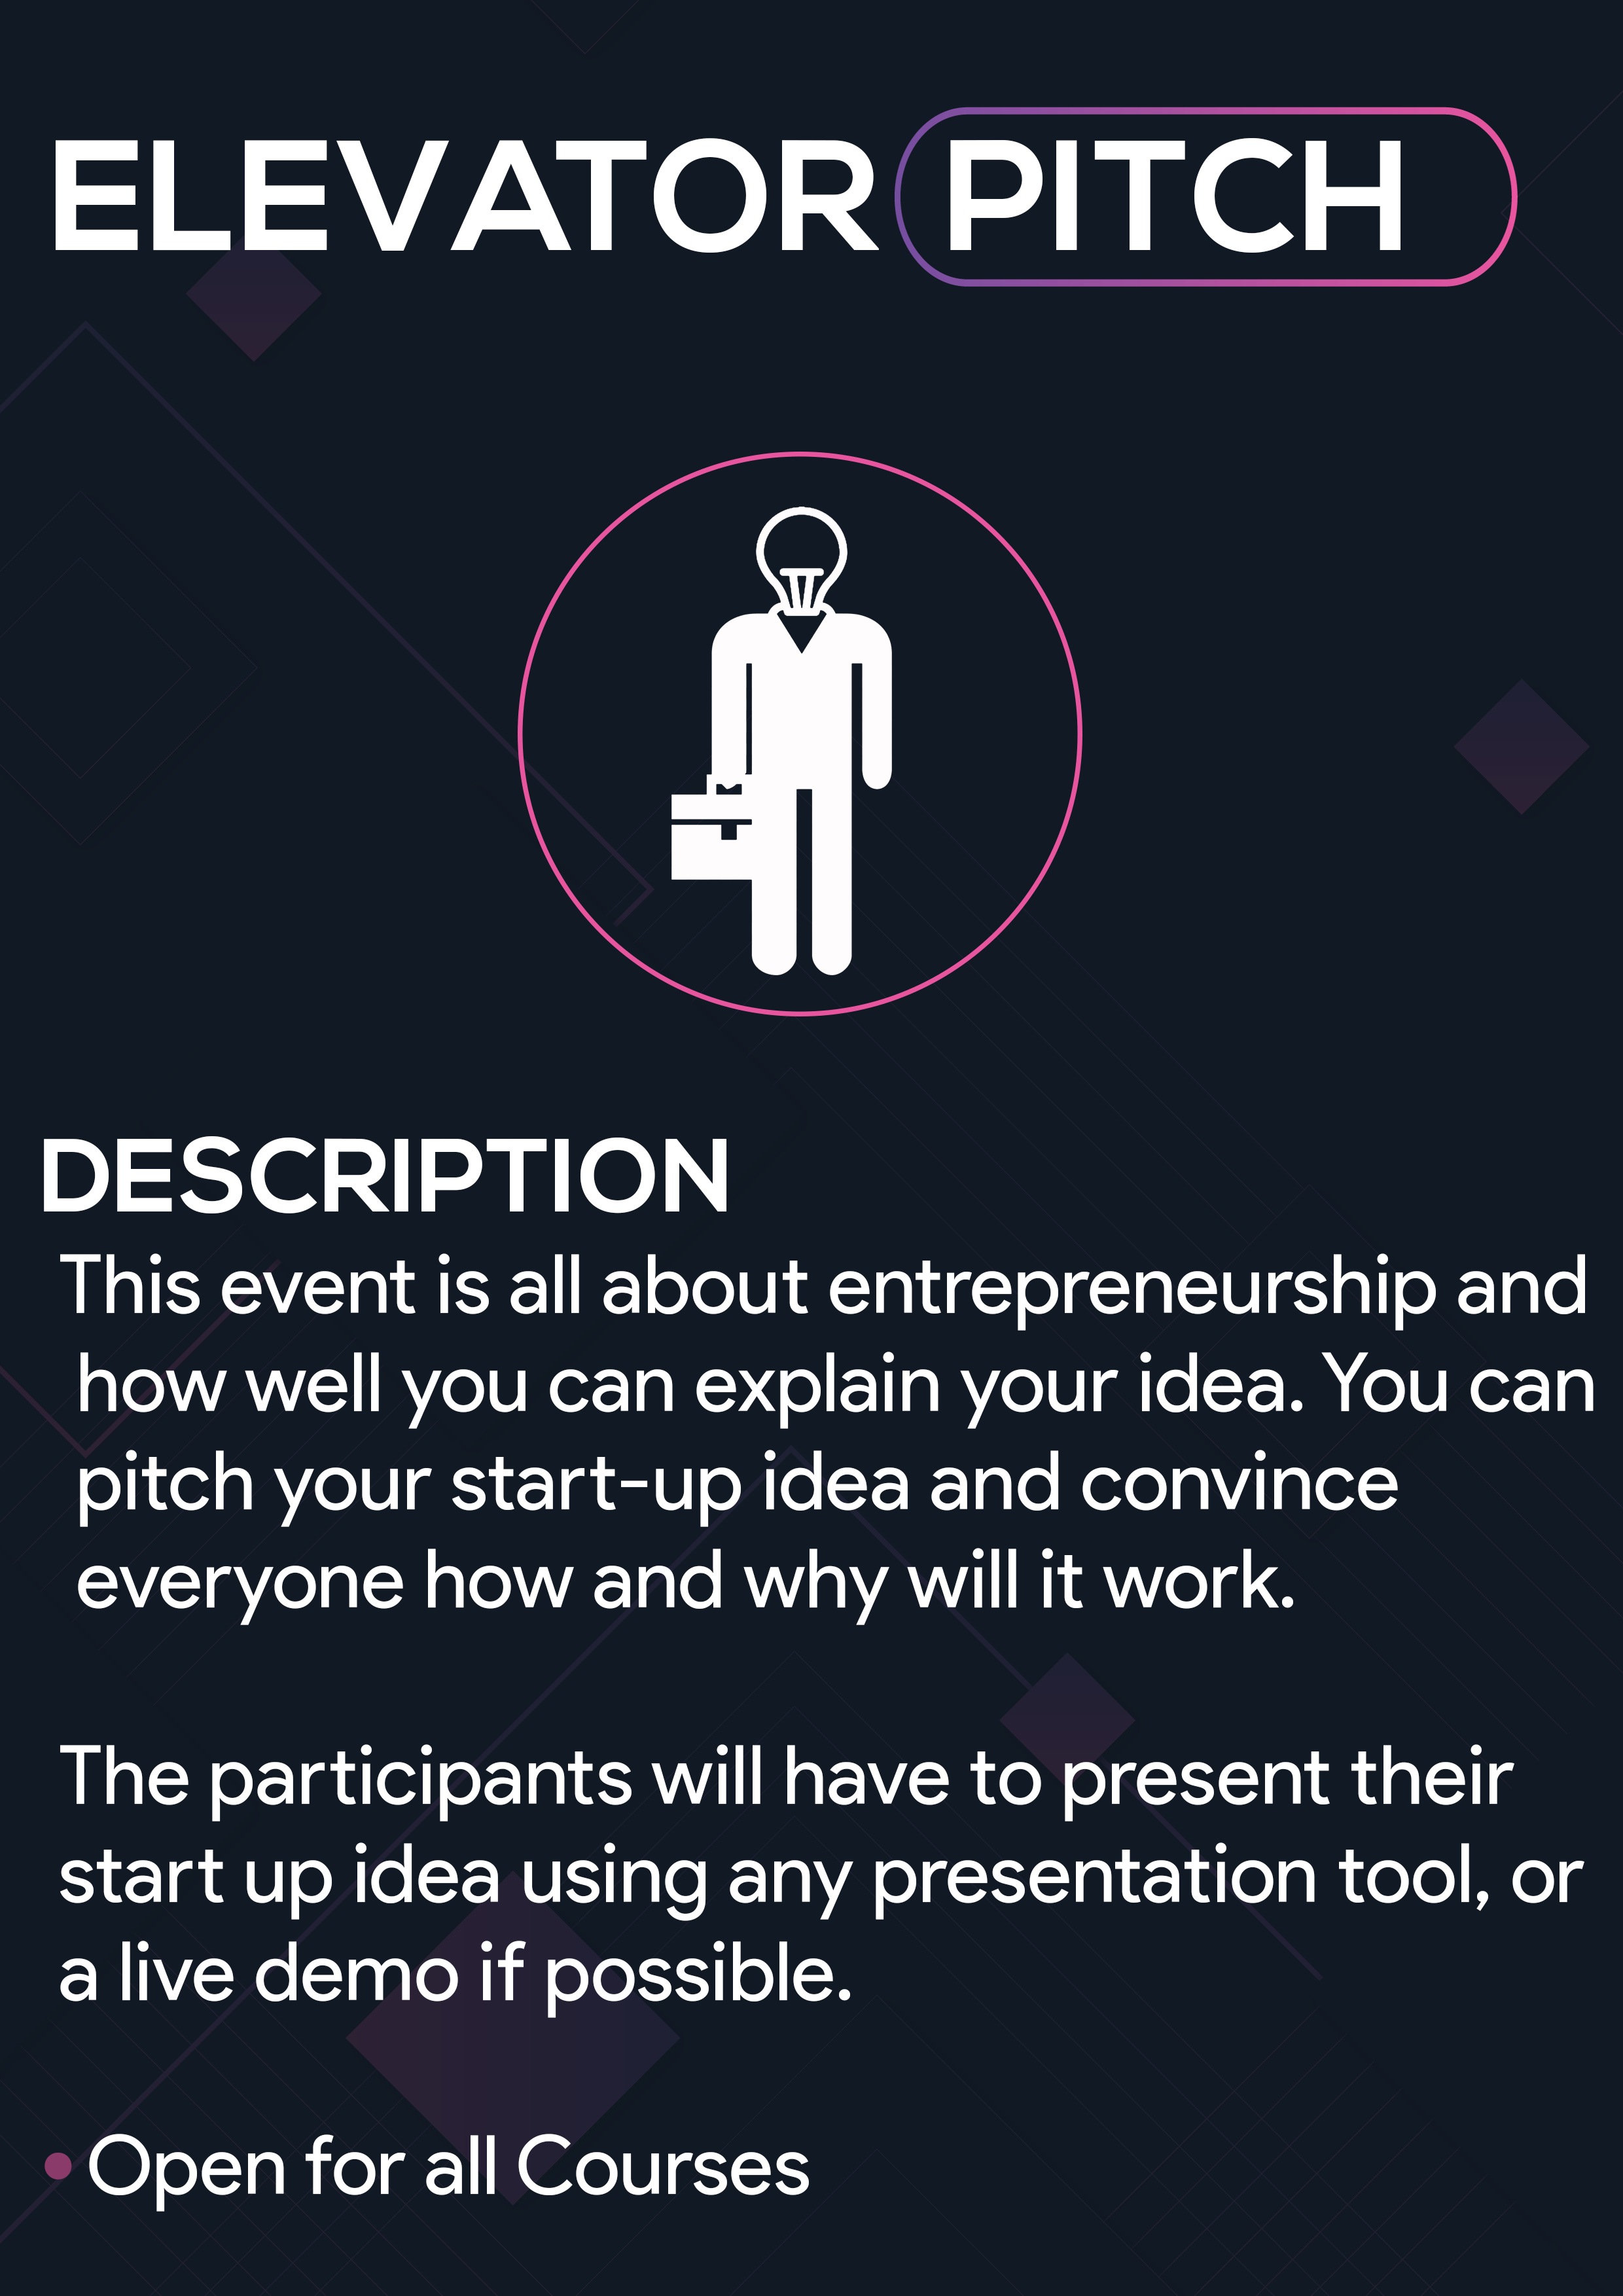 ELEVATOR PITCH
DESCRIPTION
This event is all about entrepreneurship and
how well you can explain your idea. You can
pitch your start-up idea and convince
everyone how and why will it work.
The participants will have to present their
start up idea using any presentation tool, or
a live demo if possible.
Open for all Courses